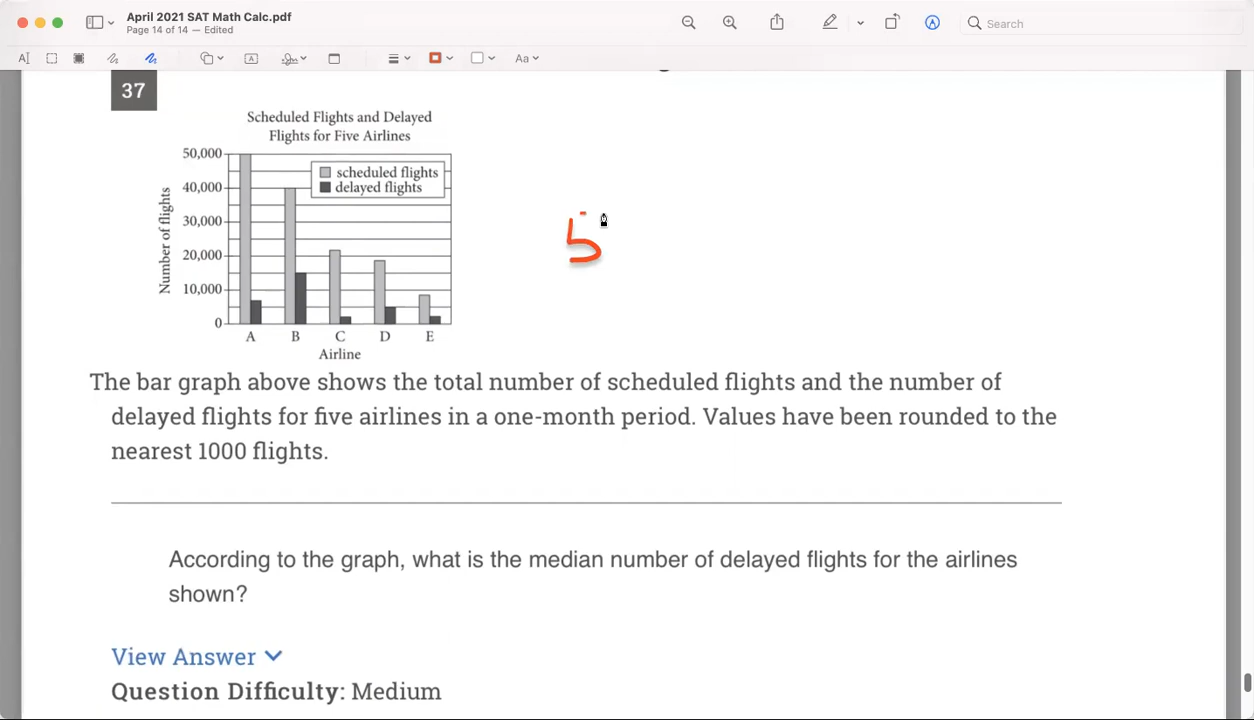 April 2021 SAT Math Calc.pdf
Page 14 of 14 — Edited
Search
Aa
37
Scheduled Flights and Delayed
Flights for Five Airlines
Number of flights
50,000
40,000
30,000
20,000
10,000
0
scheduled flights
delayed flights
A B C D E
Airline
5
The bar graph above shows the total number of scheduled flights and the number of
delayed flights for five airlines in a one-month period. Values have been rounded to the
nearest 1000 flights.
According to the graph, what is the median number of delayed flights for the airlines
shown?
View Answer
Question Difficulty: Medium